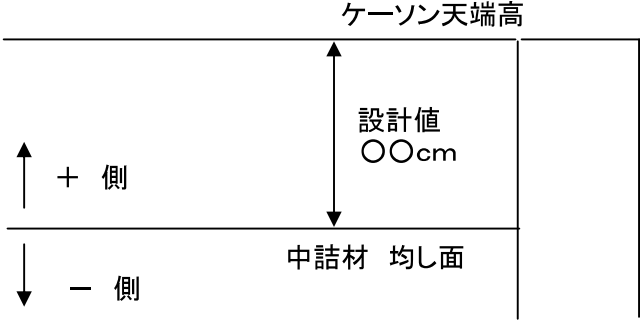 ケーソン天端高
設計値
〇〇cm
＋ 側
中詰材 均し面
－ 側